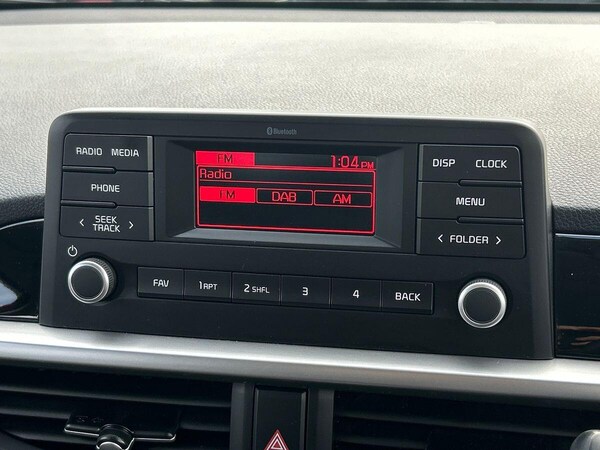 Bluetooth
RADIO MEDIA
PHONE
< SEEK TRACK >
FM 1:04 PM
Radio
FM DAB AM
DISP CLOCK
MENU
< FOLDER >
FAV 1 RPT 2 SHFL 3 4 BACK